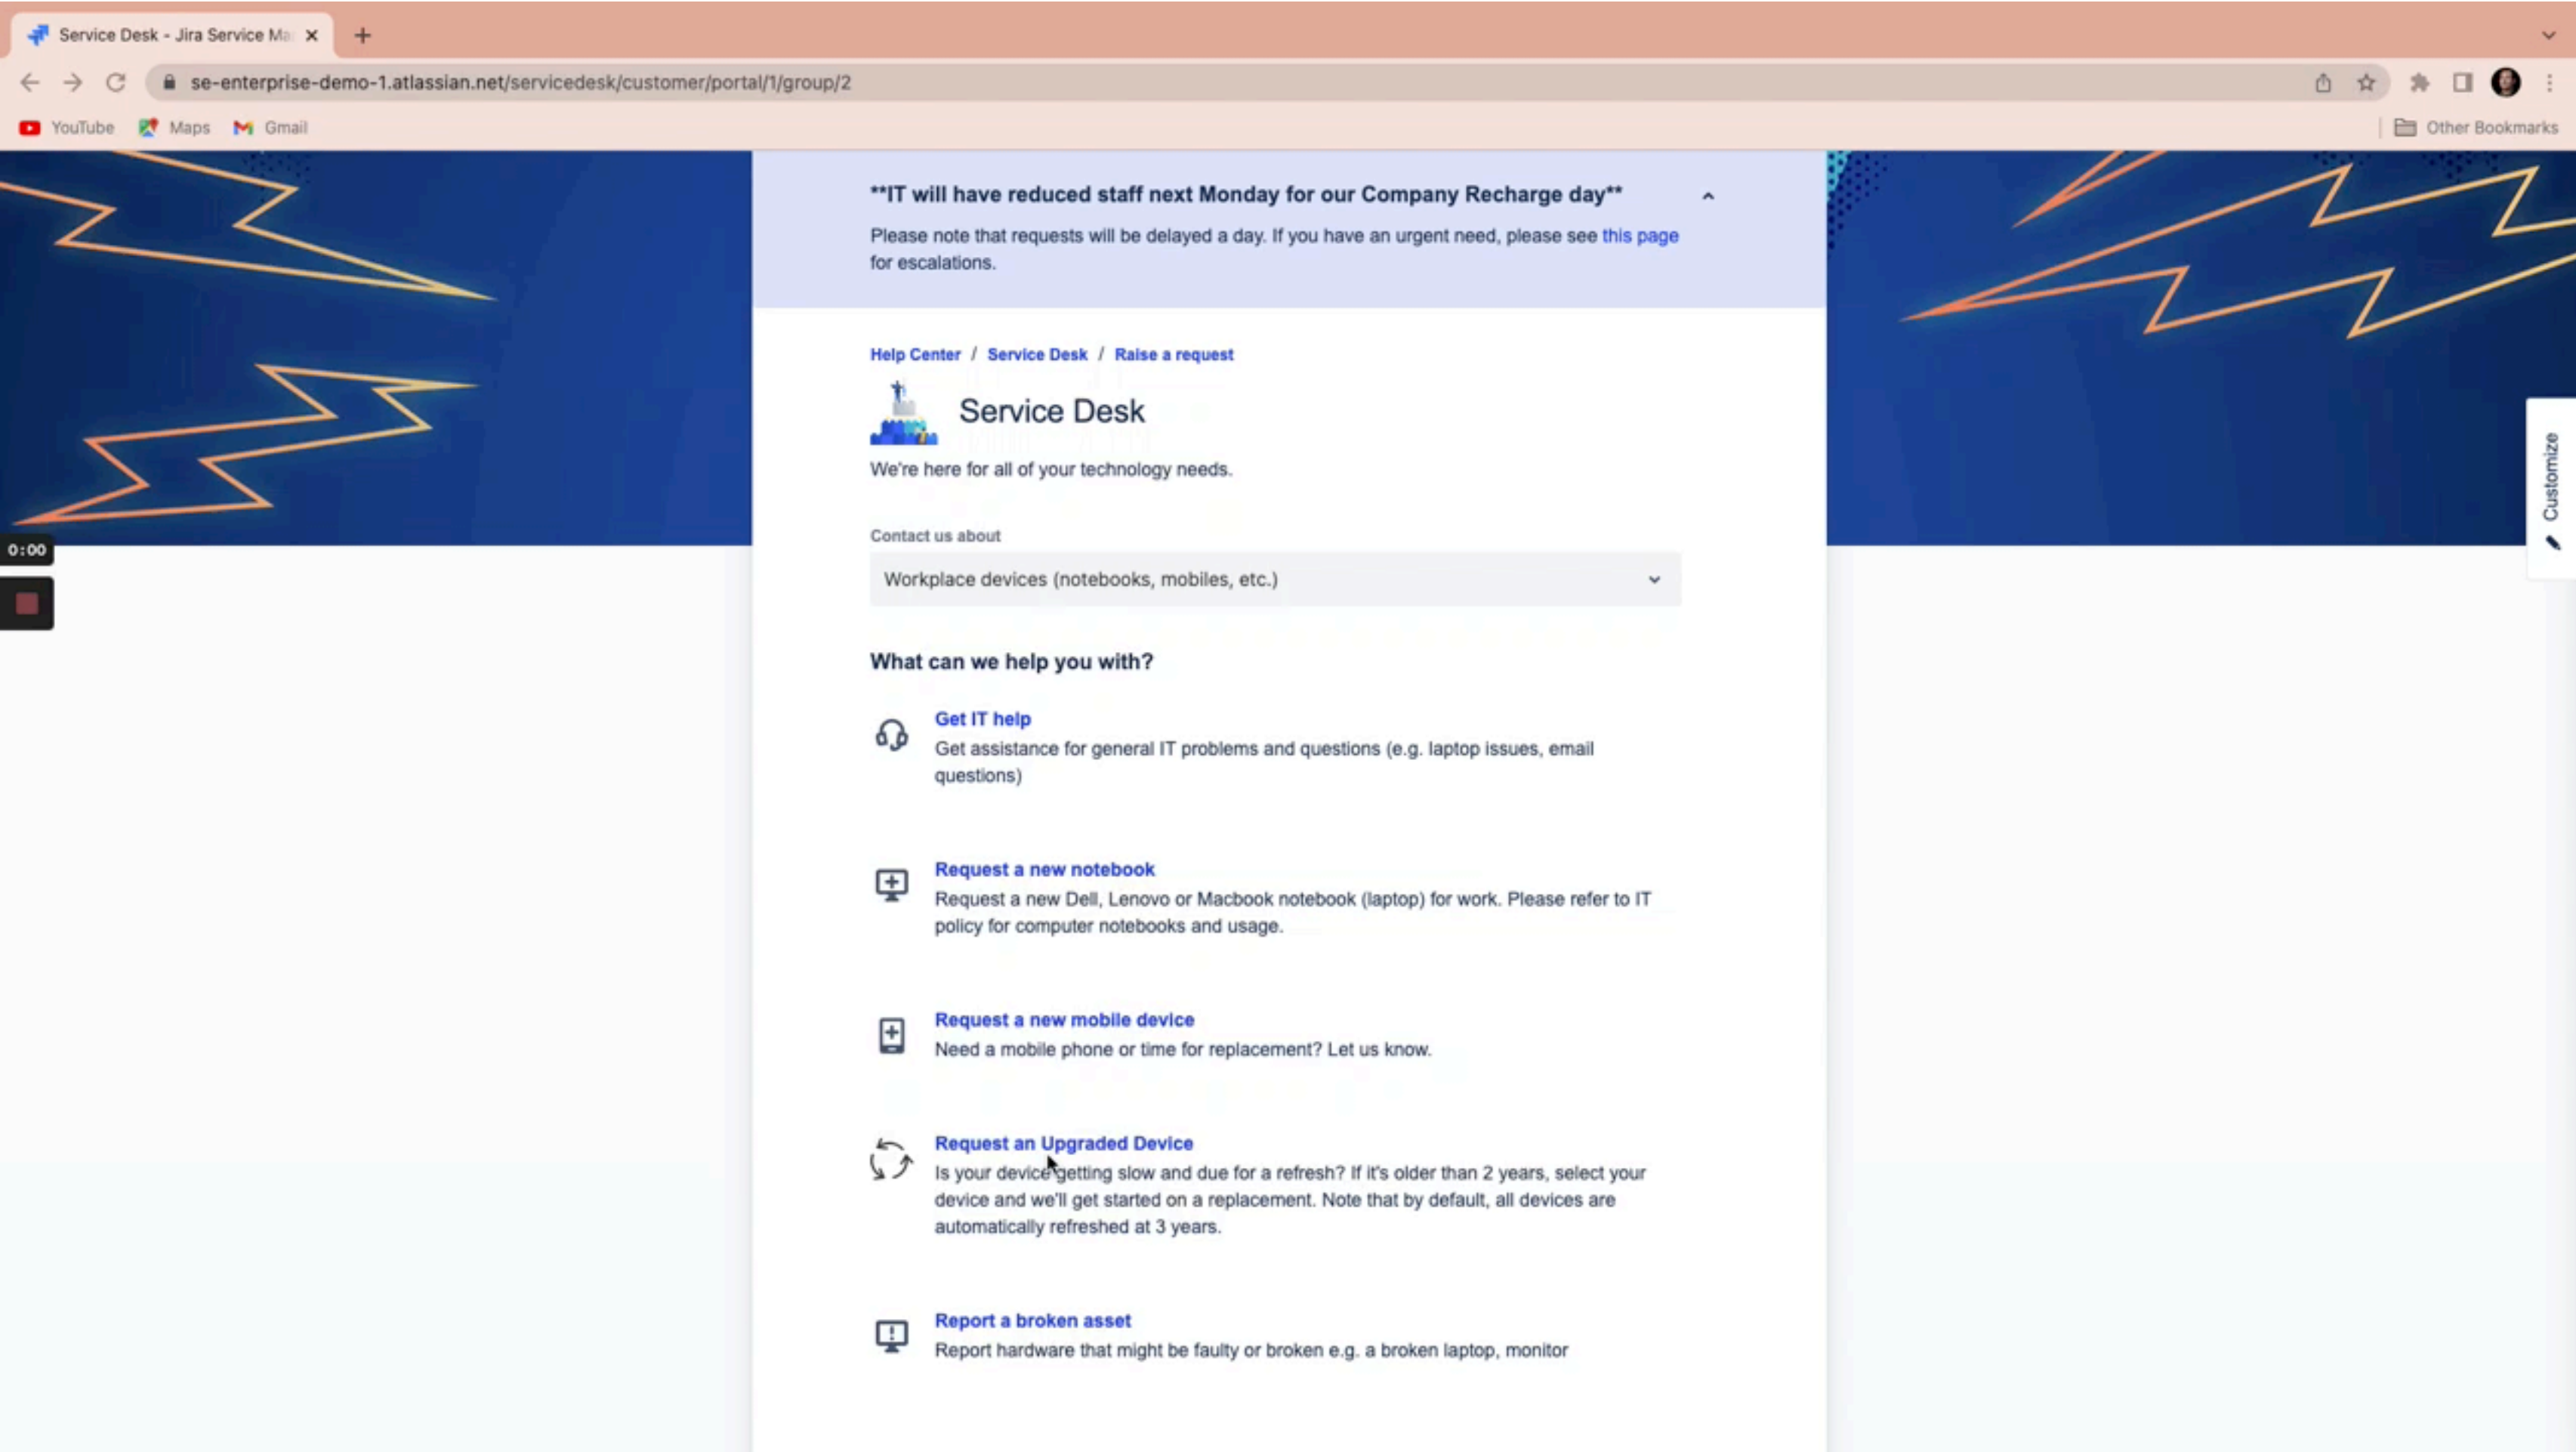 Service Desk - Jira Service Ma
se-enterprise-demo-1.atlassian.net/servicedesk/customer/portal/1/group/2
YouTube
Maps
Gmail
Other Bookmarks
**IT will have reduced staff next Monday for our Company Recharge day**
Please note that requests will be delayed a day. If you have an urgent need, please see this page
for escalations.
Help Center / Service Desk / Raise a request
Service Desk
We're here for all of your technology needs.
Customize
Contact us about
0:00
Workplace devices (notebooks, mobiles, etc.)
What can we help you with?
Get IT help
Get assistance for general IT problems and questions (e.g. laptop issues, email
questions)
Request a new notebook
Request a new Dell, Lenovo or Macbook notebook (laptop) for work. Please refer to IT
policy for computer notebooks and usage.
Request a new mobile device
Need a mobile phone or time for replacement? Let us know.
Request an Upgraded Device
Is your device getting slow and due for a refresh? If it's older than 2 years, select your
device and we'll get started on a replacement. Note that by default, all devices are
automatically refreshed at 3 years.
Report a broken asset
Report hardware that might be faulty or broken e.g. a broken laptop, monitor